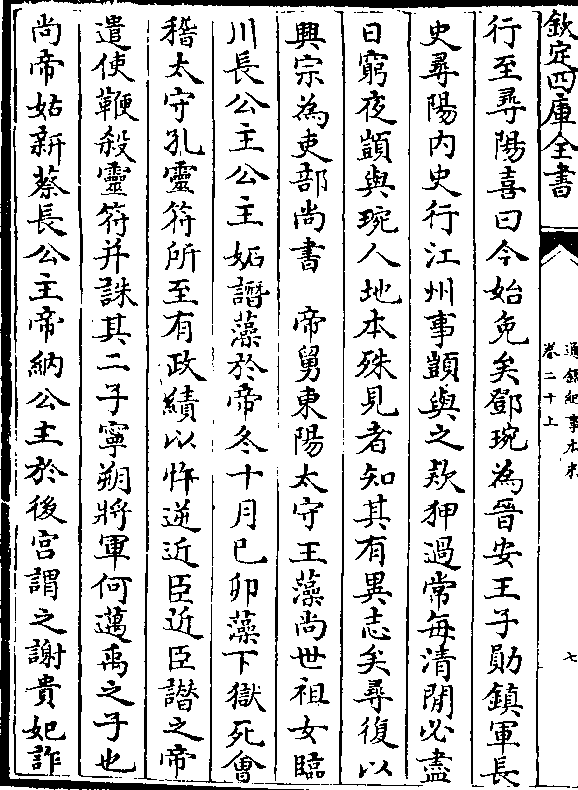 欽定四庫全書
通鑑紀事本末
卷二十上
七
行至尋陽喜曰今始免矣鄧琬為晉安王子勛鎮軍長
史尋陽内史行江州事顗與之欵狎過常每清閒必盡
日窮夜顗與琬人地本殊見者知其有異志矣尋復以
興宗為吏部尚書　帝舅東陽太守王藻尚世祖女臨
川長公主公主妬譖藻於帝冬十月己卯藻下獄死會
稽太守孔靈符所至有政績以忤逆近臣近臣譖之帝
遣使鞭殺靈符并誅其二子寧朔將軍何邁禹之子也
尚帝姑新蔡長公主帝納公主於後宫謂之謝貴妃詐